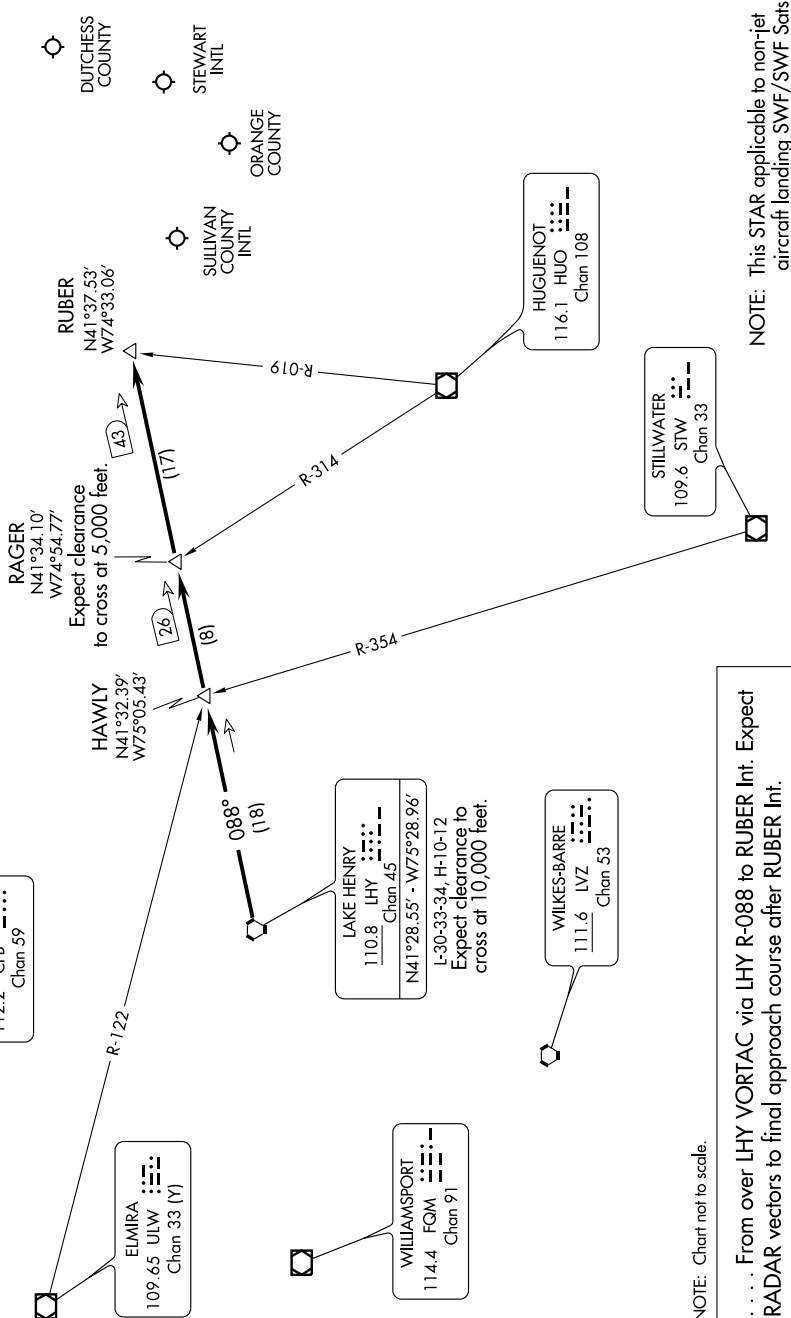 DUTCHESS
COUNTY
STEWART
INTL
ORANGE
COUNTY
SULLIVAN
COUNTY
INTL
RUBER
N41°37.53'
W74°33.06'
RAGER
N41°34.10'
W74°54.77'
Expect clearance
to cross at 5,000 feet.
HAWLY
N41°32.39'
W75°05.43'
43
(17)
26
(8)
088°
(18)
R-019
R-314
R-354
R-122
HUGUENOT
116.1 HUO
Chan 108
STILLWATER
109.6 STW
Chan 33
LAKE HENRY
110.8 LHY
Chan 45
N41°28.55' - W75°28.96'
L-30-33-34, H-10-12
Expect clearance to
cross at 10,000 feet.
WILKES-BARRE
111.6 LVZ
Chan 53
Chan 59
ELMIRA
109.65 ULW
Chan 33 (Y)
WILLIAMSPORT
114.4 FQM
Chan 91
NOTE: This STAR applicable to non-jet
aircraft landing SWF/SWF Sats
NOTE: Chart not to scale.
. . . . From over LHY VORTAC via LHY R-088 to RUBER Int. Expect
RADAR vectors to final approach course after RUBER Int.